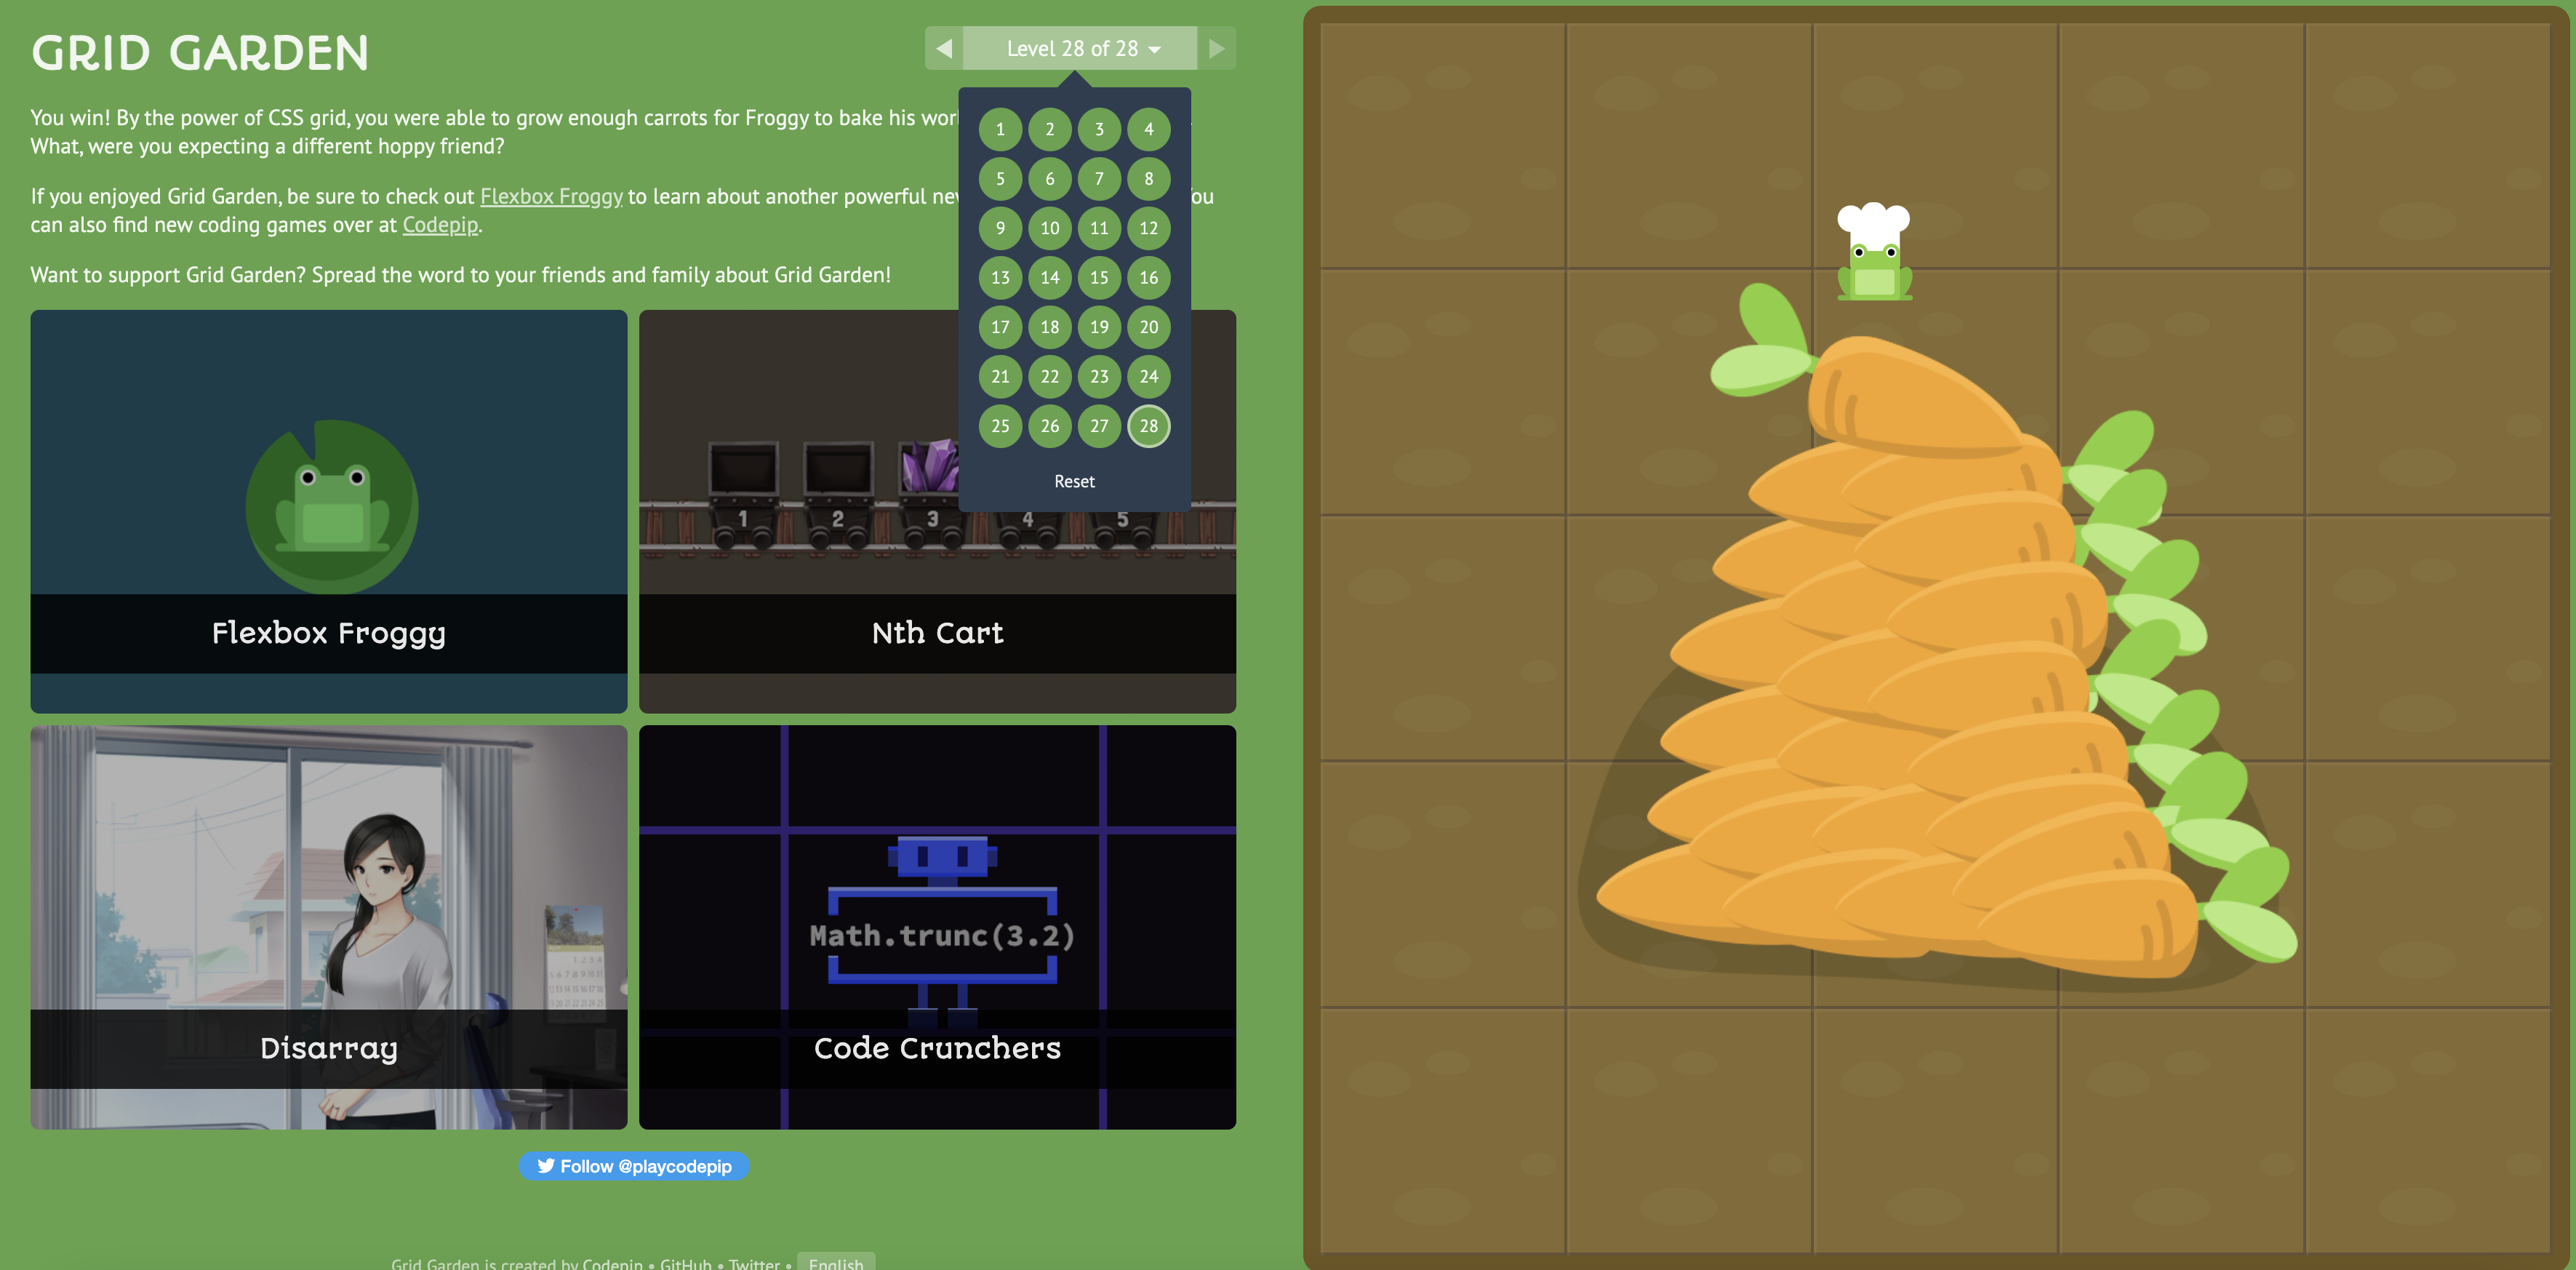 GRID GARDEN
Level 28 of 28
You win! By the power of CSS grid, you were able to grow enough carrots for Froggy to bake his
What, were you expecting a different hoppy friend?
If you enjoyed Grid Garden, be sure to check out Flexbox Froggy to learn about another powerful
can also find new coding games over at Codepip.
Want to support Grid Garden? Spread the word to your friends and family about Grid Garden!
1 2 3 4
5 6 7 8
9 10 11 12
13 14 15 16
17 18 19 20
21 22 23 24
25 26 27 28
Reset
1 2 3 4 5
Flexbox Froggy
Nth Cart
Math.trunc(3.2)
Disarray
Code Crunchers
Follow @playcodepip
Grid Garden is created by Codepip • GitHub • Twitter • English